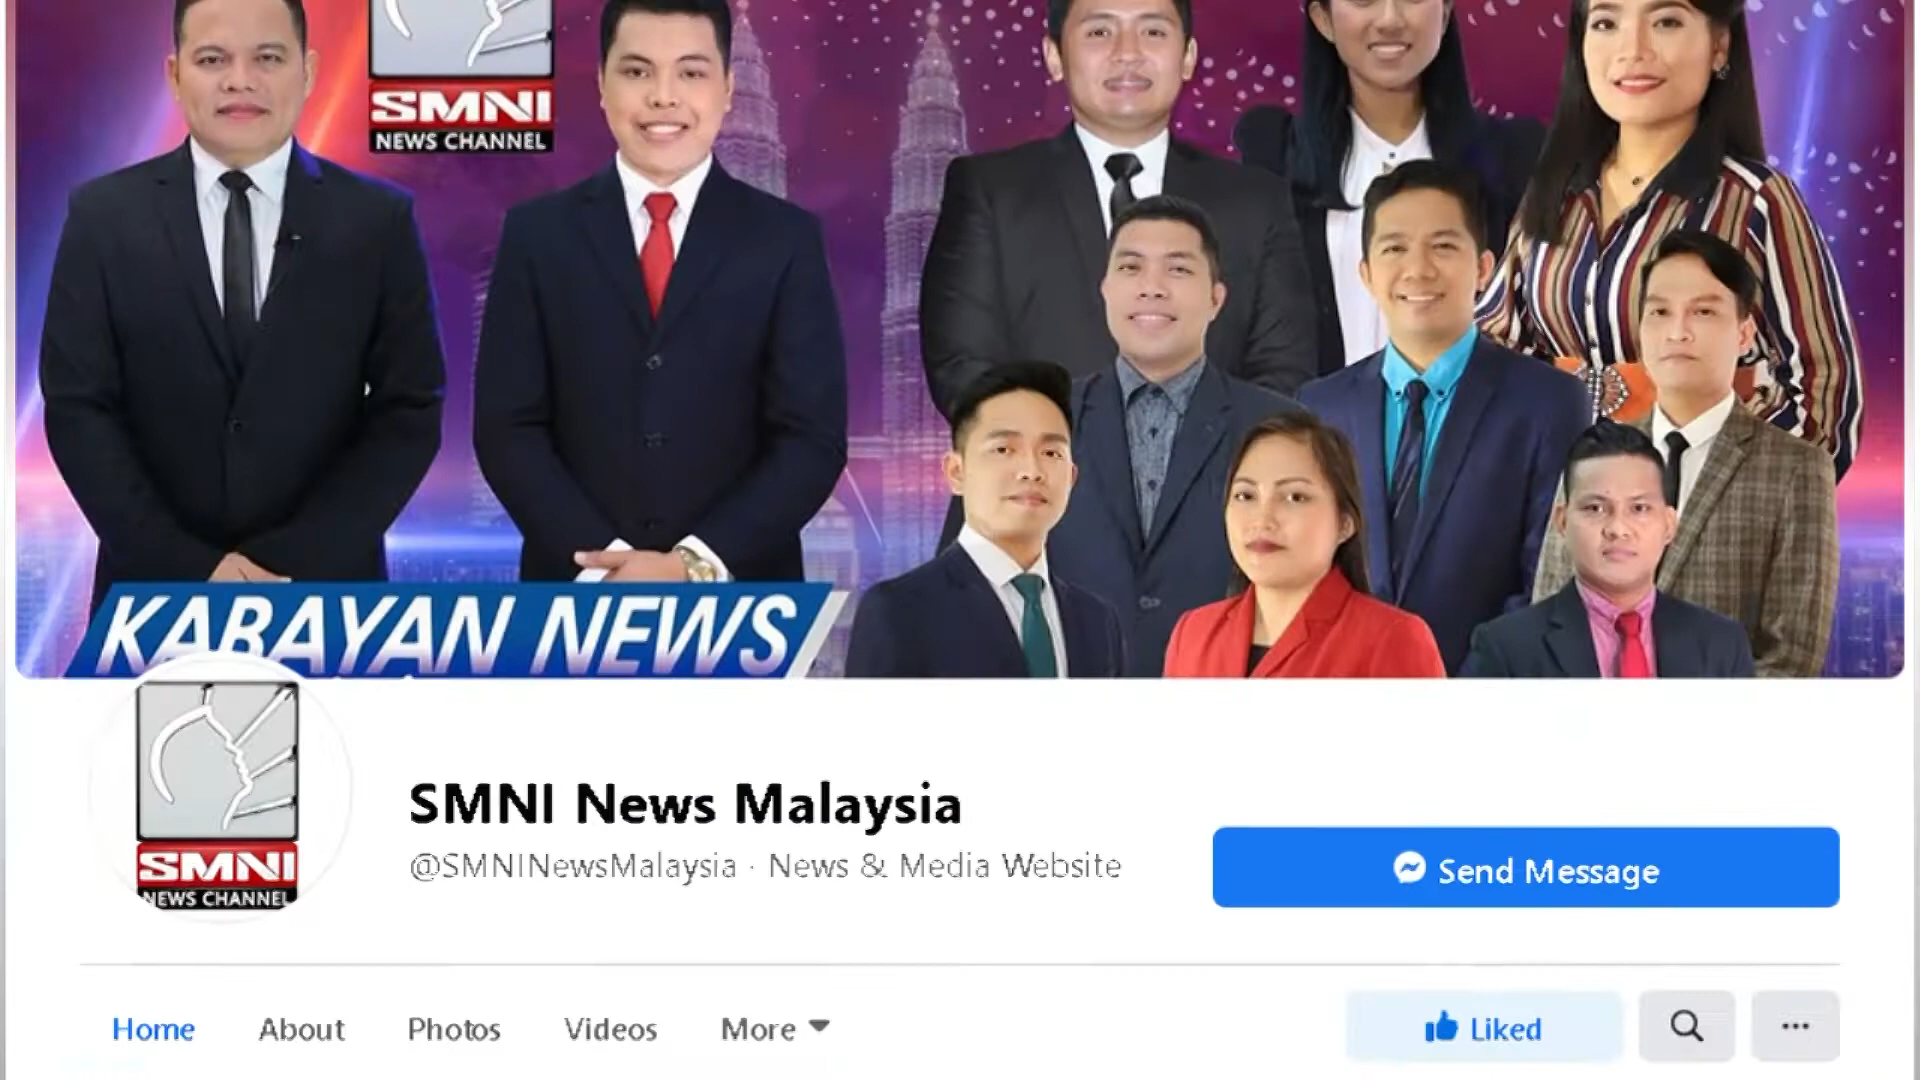 SMNI
NEWS CHANNEL
KABAYAN NEWS
SMNI
NEWS CHANNEL
SMNI News Malaysia
@SMNINewsMalaysia · News & Media Website
Send Message
Home About Photos Videos More
Liked